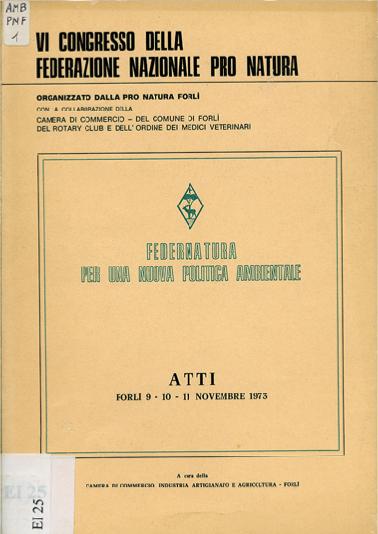 AMB
PNF
1
VI CONGRESSO DELLA
FEDERAZIONE NAZIONALE PRO NATURA
ORGANIZZATO DALLA PRO NATURA FORLÌ
CON LA COLLABORAZIONE DELLA
CAMERA DI COMMERCIO - DEL COMUNE DI FORLÌ
DEL ROTARY CLUB E DELL'ORDINE DEI MEDICI VETERINARI
FEDERNATURA
PER UNA NUOVA POLITICA AMBIENTALE
ATTI
FORLÌ 9 - 10 - 11 NOVEMBRE 1973
A cura della
CAMERA DI COMMERCIO INDUSTRIA ARTIGIANATO E AGRICOLTURA - FORLÌ
EI 25
EI 25